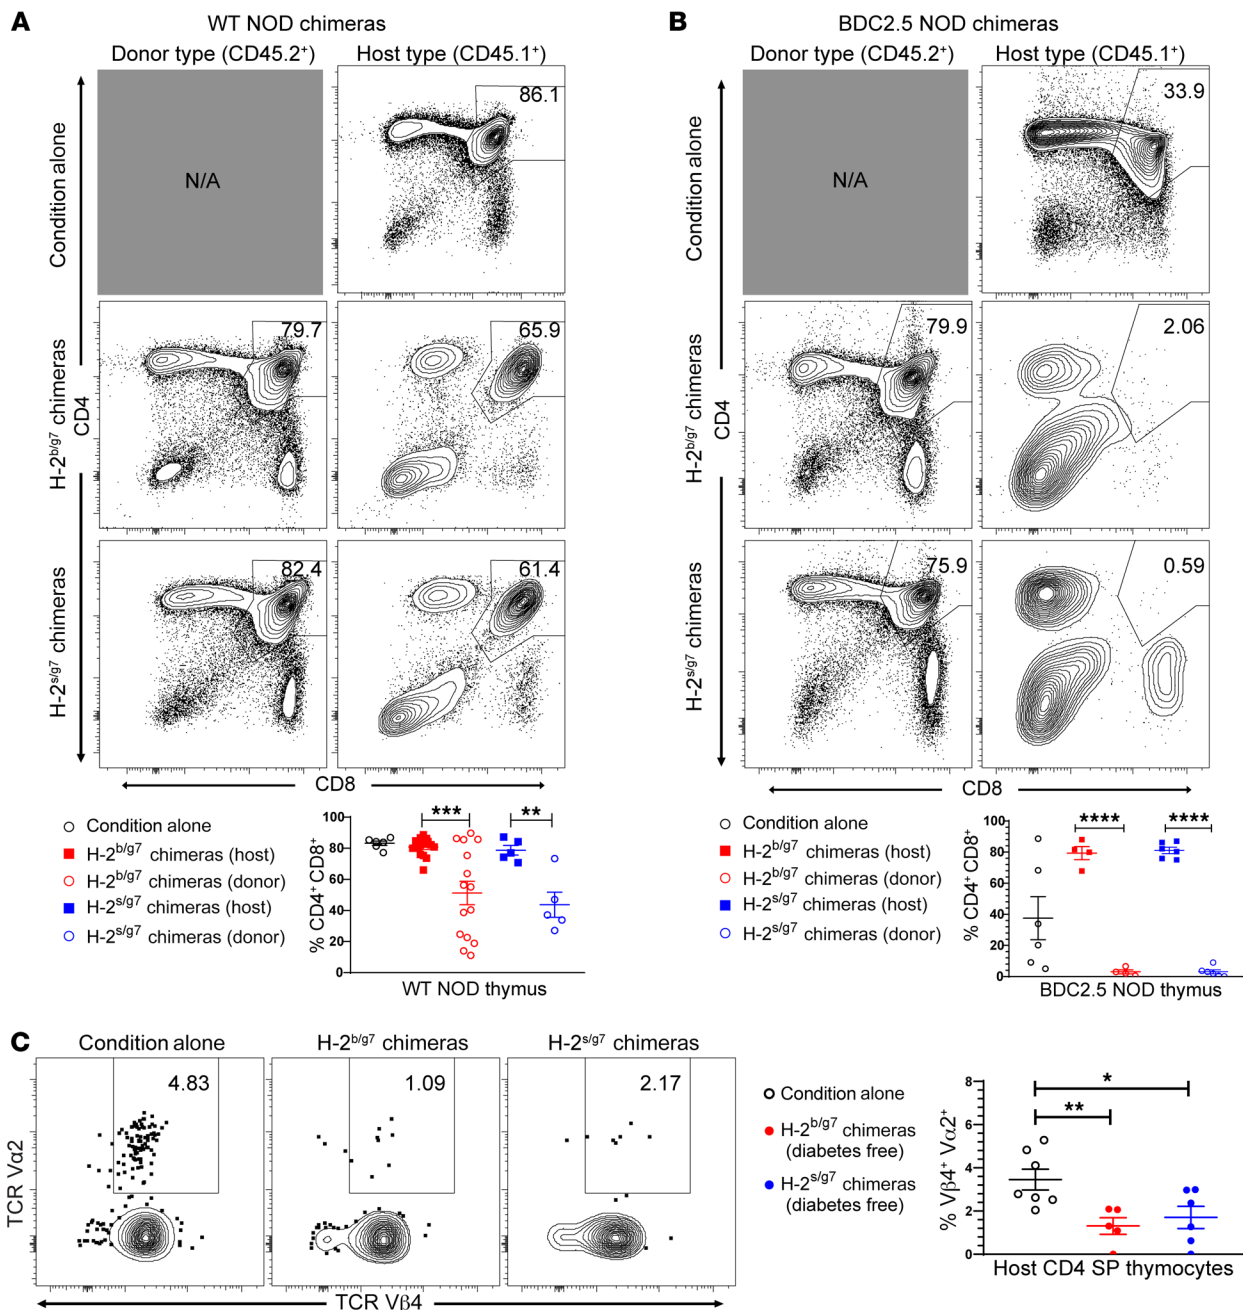 A
WT NOD chimeras
Donor type (CD45.2⁺)
Host type (CD45.1⁺)
Condition alone
N/A
86.1
H-2ᵇ/ᵍ⁷ chimeras
CD4
79.7
65.9
H-2ˢ/ᵍ⁷ chimeras
82.4
61.4
CD8
Condition alone
H-2ᵇ/ᵍ⁷ chimeras (host)
H-2ᵇ/ᵍ⁷ chimeras (donor)
H-2ˢ/ᵍ⁷ chimeras (host)
H-2ˢ/ᵍ⁷ chimeras (donor)
% CD4⁺ CD8⁺
100
80
60
40
20
0
***
**
WT NOD thymus
B
BDC2.5 NOD chimeras
Donor type (CD45.2⁺)
Host type (CD45.1⁺)
Condition alone
N/A
33.9
H-2ᵇ/ᵍ⁷ chimeras
CD4
79.9
2.06
H-2ˢ/ᵍ⁷ chimeras
75.9
0.59
CD8
Condition alone
H-2ᵇ/ᵍ⁷ chimeras (host)
H-2ᵇ/ᵍ⁷ chimeras (donor)
H-2ˢ/ᵍ⁷ chimeras (host)
H-2ˢ/ᵍ⁷ chimeras (donor)
% CD4⁺ CD8⁺
100
80
60
40
20
0
****
****
BDC2.5 NOD thymus
C
Condition alone
H-2ᵇ/ᵍ⁷ chimeras
H-2ˢ/ᵍ⁷ chimeras
TCR Vα2
4.83
1.09
2.17
TCR Vβ4
Condition alone
H-2ᵇ/ᵍ⁷ chimeras
(diabetes free)
H-2ˢ/ᵍ⁷ chimeras
(diabetes free)
% Vβ4⁺ Vα2⁺
8
6
4
2
0
*
**
Host CD4 SP thymocytes